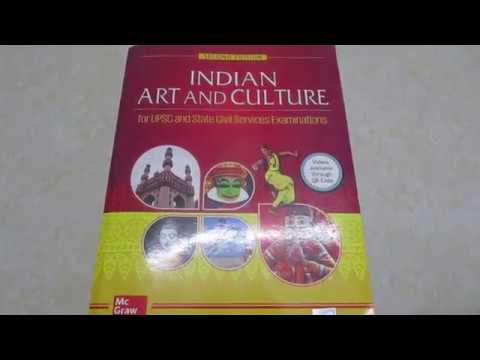 SECOND EDITION
INDIAN
ART AND CULTURE
for UPSC and State Civil Services Examinations
Videos
available
through
QR Code
Mc
Graw